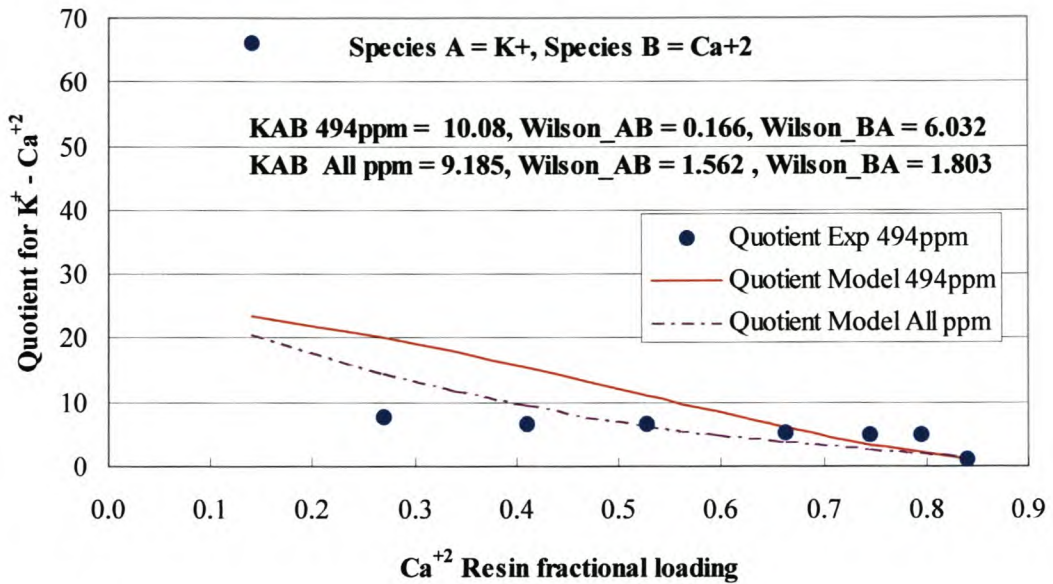 70
60
50
40
30
20
10
0
Quotient for K⁺ - Ca⁺²
Species A = K+, Species B = Ca+2
KAB 494ppm = 10.08, Wilson_AB = 0.166, Wilson_BA = 6.032
KAB All ppm = 9.185, Wilson_AB = 1.562 , Wilson_BA = 1.803
Quotient Exp 494ppm
Quotient Model 494ppm
Quotient Model All ppm
0.0 0.1 0.2 0.3 0.4 0.5 0.6 0.7 0.8 0.9
Ca⁺² Resin fractional loading